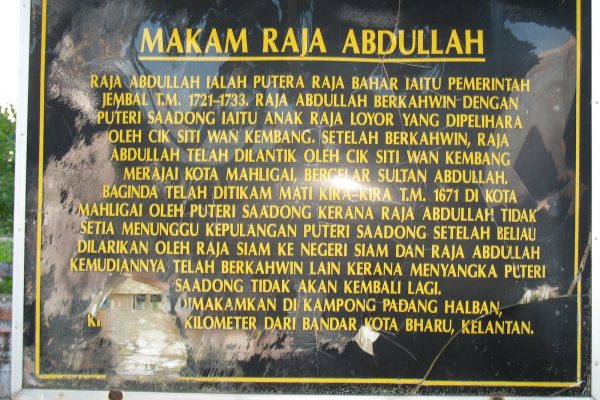 MAKAM RAJA ABDULLAH
RAJA ABDULLAH IALAH PUTERA RAJA BAHAR IAITU PEMERINTAH
JEMBAL T.M. 1721-1733. RAJA ABDULLAH BERKAHWIN DENGAN
PUTERI SAADONG IAITU ANAK RAJA LOYOR YANG DIPELIHARA
OLEH CIK SITI WAN KEMBANG. SETELAH BERKAHWIN, RAJA
ABDULLAH TELAH DILANTIK OLEH CIK SITI WAN KEMBANG
MERAJAI KOTA MAHLIGAI, BERGELAR SULTAN ABDULLAH.
BAGINDA TELAH DITIKAM MATI KIRA-KIRA T.M. 1671 DI KOTA
MAHLIGAI OLEH PUTERI SAADONG KERANA RAJA ABDULLAH TIDAK
SETIA MENUNGGU KEPULANGAN PUTERI SAADONG SETELAH BELIAU
DILARIKAN OLEH RAJA SIAM KE NEGERI SIAM DAN RAJA ABDULLAH
KEMUDIANNYA TELAH BERKAHWIN LAIN KERANA MENYANGKA PUTERI
SAADONG TIDAK AKAN KEMBALI LAGI.
DIMAKAMKAN DI KAMPONG PADANG HALBAN,
KILOMETER DARI BANDAR KOTA BHARU, KELANTAN.